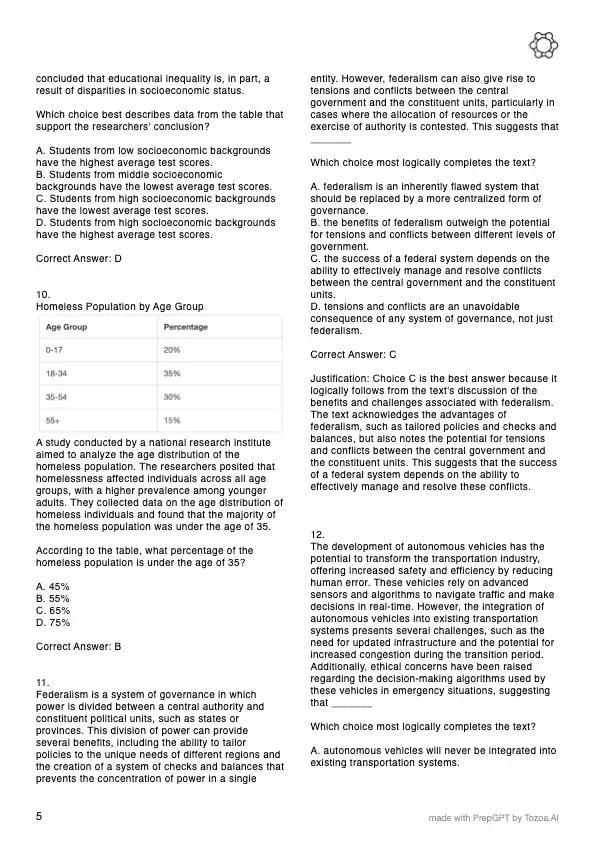 concluded that educational inequality is, in part, a
result of disparities in socioeconomic status.
Which choice best describes data from the table that
support the researchers' conclusion?
A. Students from low socioeconomic backgrounds
have the highest average test scores.
B. Students from middle socioeconomic
backgrounds have the lowest average test scores.
C. Students from high socioeconomic backgrounds
have the lowest average test scores.
D. Students from high socioeconomic backgrounds
have the highest average test scores.
Correct Answer: D
10.
Homeless Population by Age Group
Age Group Percentage
0-17 20%
18-34 35%
35-54 30%
55+ 15%
A study conducted by a national research institute
aimed to analyze the age distribution of the
homeless population. The researchers posited that
homelessness affected individuals across all age
groups, with a higher prevalence among younger
adults. They collected data on the age distribution of
homeless individuals and found that the majority of
the homeless population was under the age of 35.
According to the table, what percentage of the
homeless population is under the age of 35?
A. 45%
B. 55%
C. 65%
D. 75%
Correct Answer: B
11.
Federalism is a system of governance in which
power is divided between a central authority and
constituent political units, such as states or
provinces. This division of power can provide
several benefits, including the ability to tailor
policies to the unique needs of different regions and
the creation of a system of checks and balances that
prevents the concentration of power in a single
entity. However, federalism can also give rise to
tensions and conflicts between the central
government and the constituent units, particularly in
cases where the allocation of resources or the
exercise of authority is contested. This suggests that
_______
Which choice most logically completes the text?
A. federalism is an inherently flawed system that
should be replaced by a more centralized form of
governance.
B. the benefits of federalism outweigh the potential
for tensions and conflicts between different levels of
government.
C. the success of a federal system depends on the
ability to effectively manage and resolve conflicts
between the central government and the constituent
units.
D. tensions and conflicts are an unavoidable
consequence of any system of governance, not just
federalism.
Correct Answer: C
Justification: Choice C is the best answer because it
logically follows from the text's discussion of the
benefits and challenges associated with federalism.
The text acknowledges the advantages of
federalism, such as tailored policies and checks and
balances, but also notes the potential for tensions
and conflicts between the central government and
the constituent units. This suggests that the success
of a federal system depends on the ability to
effectively manage and resolve these conflicts.
12.
The development of autonomous vehicles has the
potential to transform the transportation industry,
offering increased safety and efficiency by reducing
human error. These vehicles rely on advanced
sensors and algorithms to navigate traffic and make
decisions in real-time. However, the integration of
autonomous vehicles into existing transportation
systems presents several challenges, such as the
need for updated infrastructure and the potential for
increased congestion during the transition period.
Additionally, ethical concerns have been raised
regarding the decision-making algorithms used by
these vehicles in emergency situations, suggesting
that _______
Which choice most logically completes the text?
A. autonomous vehicles will never be integrated into
existing transportation systems.
5
made with PrepGPT by Tozoa.AI